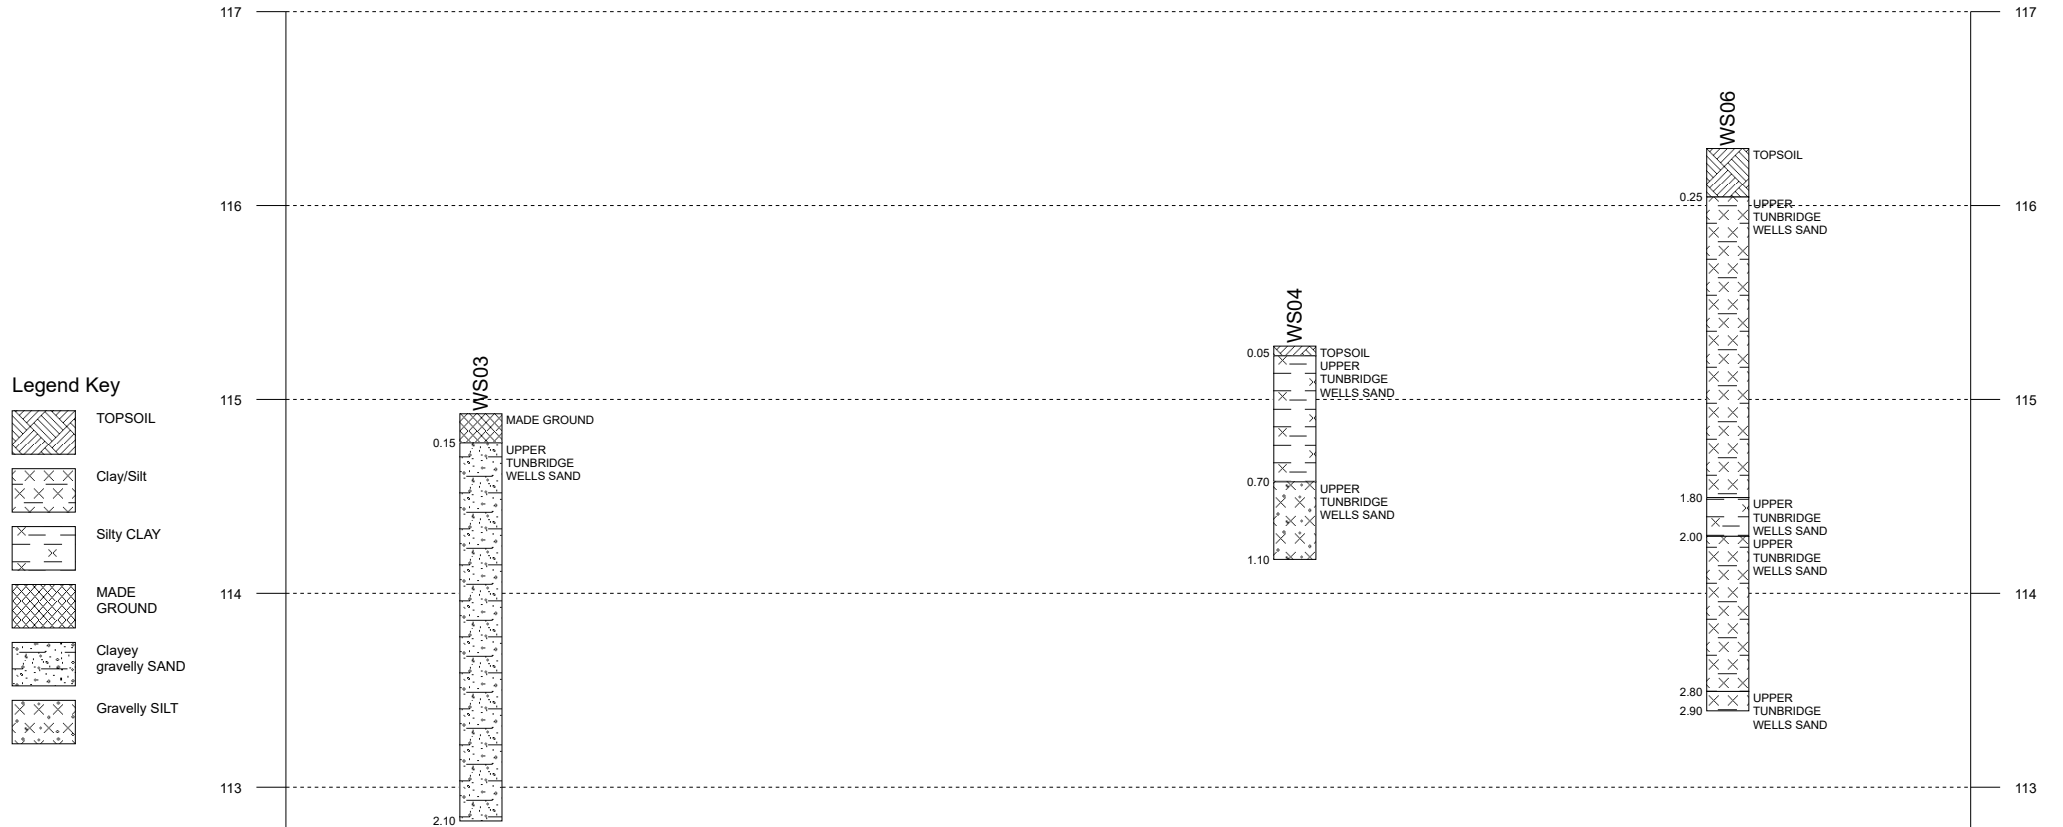 117
117
WS06
TOPSOIL
0.25
116
116
UPPER
TUNBRIDGE
WELLS SAND
WS04
0.05
TOPSOIL
UPPER
TUNBRIDGE
WELLS SAND
115
115
WS03
MADE GROUND
0.15
UPPER
TUNBRIDGE
WELLS SAND
0.70
UPPER
TUNBRIDGE
WELLS SAND
1.10
1.80
UPPER
TUNBRIDGE
WELLS SAND
2.00
UPPER
TUNBRIDGE
WELLS SAND
114
114
2.80
UPPER
TUNBRIDGE
WELLS SAND
2.90
113
113
2.10
Legend Key
TOPSOIL
Clay/Silt
Silty CLAY
MADE
GROUND
Clayey
gravelly SAND
Gravelly SILT